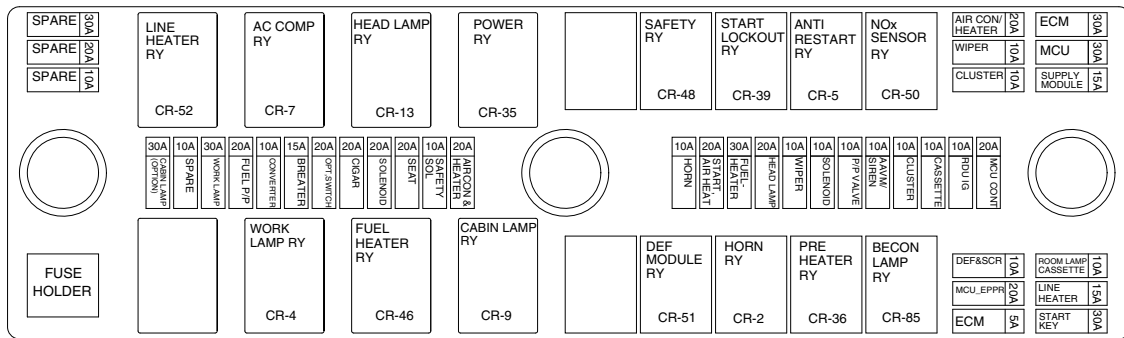 SPARE 30A
SPARE 20A
SPARE 10A
LINE
HEATER
RY
CR-52
AC COMP
RY
CR-7
HEAD LAMP
RY
CR-13
POWER
RY
CR-35
SAFETY
RY
CR-48
START
LOCKOUT
RY
CR-39
ANTI
RESTART
RY
CR-5
NOx
SENSOR
RY
CR-50
AIR CON/
HEATER
20A
WIPER 10A
CLUSTER 10A
ECM 30A
MCU 30A
SUPPLY
MODULE
15A
30A
CABIN LAMP
(OPTION)
10A
SPARE
30A
WORK LAMP
20A
FUEL P/P
10A
CONVERTER
15A
BREATER
20A
OPT.SWITCH
20A
CIGAR
20A
SOLENOID
20A
SEAT
10A
SAFETY
SOL
20A
AIRCON &
HEATER
10A
HORN
20A
START,
AIR HEAT
30A
FUEL-
HEATER
20A
HEAD LAMP
10A
WIPER
10A
SOLENOID
10A
P/P VALVE
10A
AAVM/
SIREN
10A
CLUSTER
10A
CASSETTE
10A
RDU IG
20A
MCU CONT
FUSE
HOLDER
WORK
LAMP RY
CR-4
FUEL
HEATER
RY
CR-46
CABIN LAMP
RY
CR-9
DEF
MODULE
RY
CR-51
HORN
RY
CR-2
PRE
HEATER
RY
CR-36
BECON
LAMP
RY
CR-85
DEF&SCR 10A
MCU_EPPR 20A
ECM 5A
ROOM LAMP
CASSETTE
10A
LINE
HEATER
15A
START
KEY
30A